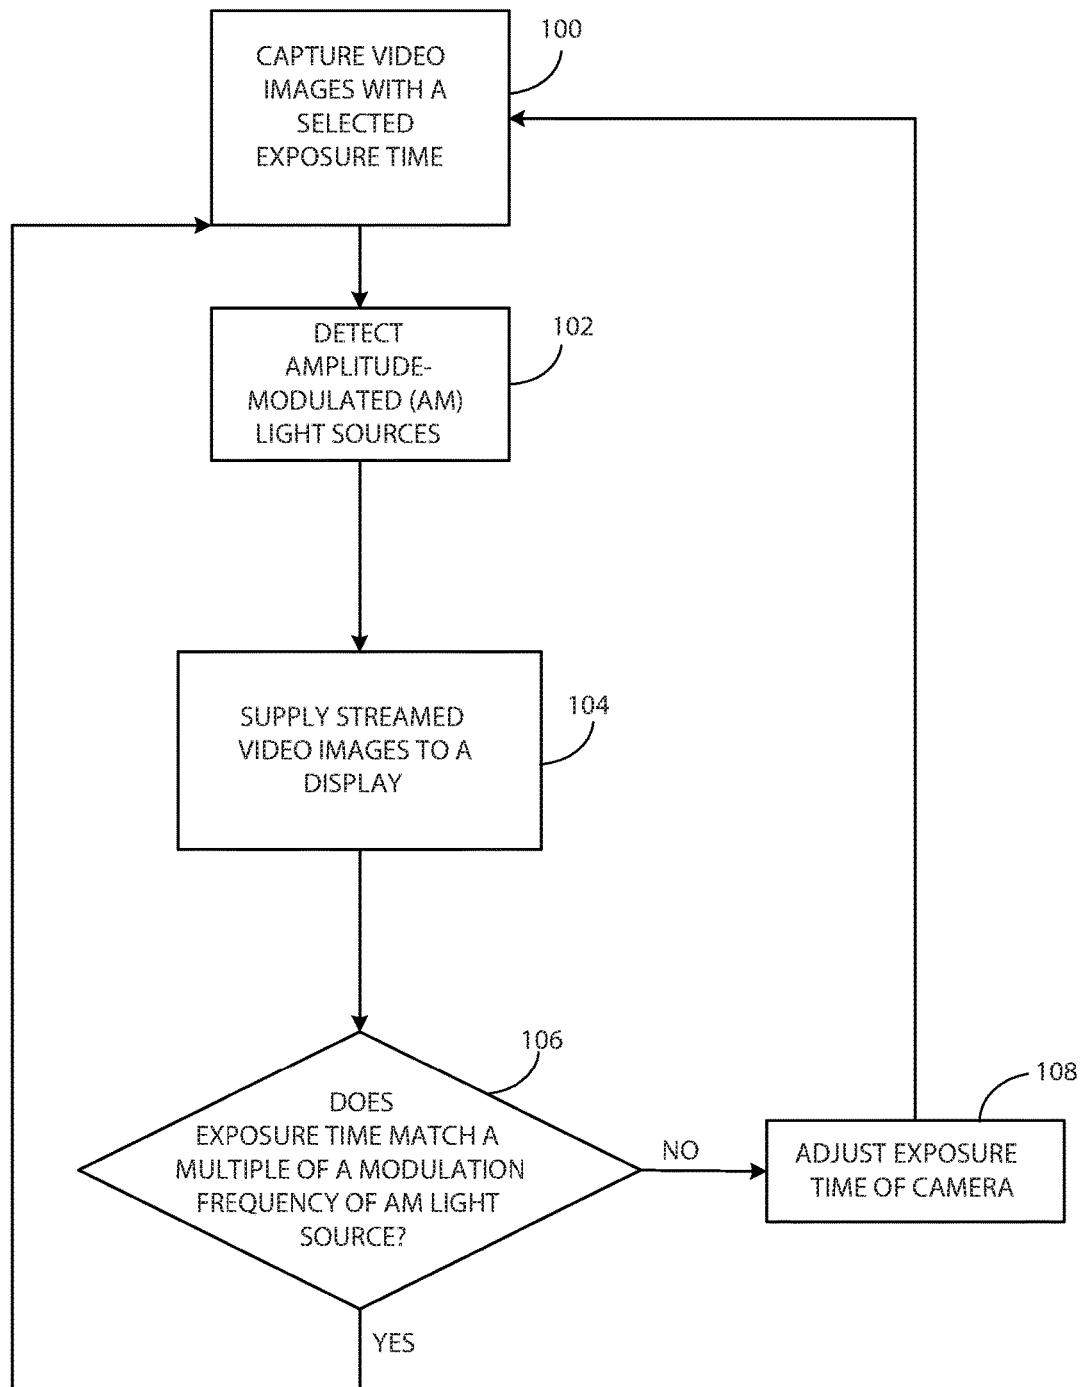 100
CAPTURE VIDEO
IMAGES WITH A
SELECTED
EXPOSURE TIME
102
DETECT
AMPLITUDE-
MODULATED (AM)
LIGHT SOURCES
104
SUPPLY STREAMED
VIDEO IMAGES TO A
DISPLAY
106
DOES
EXPOSURE TIME MATCH A
MULTIPLE OF A MODULATION
FREQUENCY OF AM LIGHT
SOURCE?
NO
108
ADJUST EXPOSURE
TIME OF CAMERA
YES